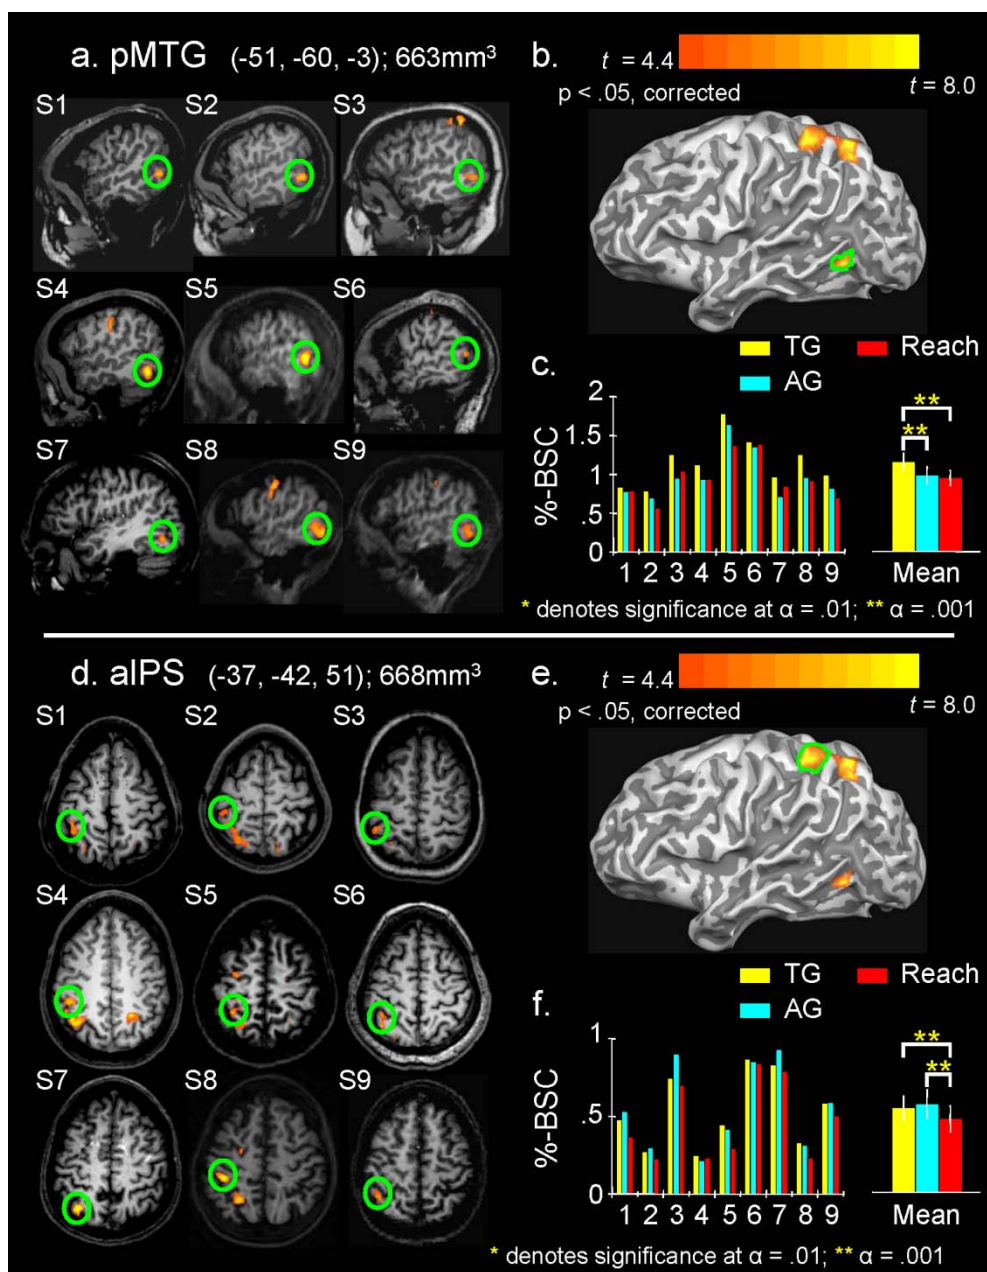 a. pMTG (-51, -60, -3); 663mm³
S1 S2 S3
S4 S5 S6
S7 S8 S9
b.
t = 4.4
t = 8.0
p < .05, corrected
TG Reach
AG
c.
%-BSC
2
1.5
1
.5
0
1 2 3 4 5 6 7 8 9
** 
**
Mean
* denotes significance at α = .01; ** α = .001
d. aIPS (-37, -42, 51); 668mm³
S1 S2 S3
S4 S5 S6
S7 S8 S9
e.
t = 4.4
t = 8.0
p < .05, corrected
TG Reach
AG
f.
%-BSC
1
.5
0
1 2 3 4 5 6 7 8 9
**
**
Mean
* denotes significance at α = .01; ** α = .001